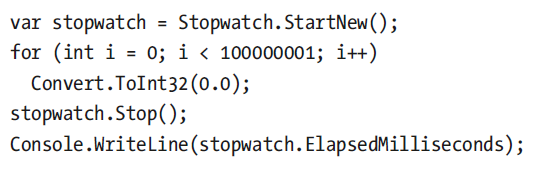 var stopwatch = Stopwatch.StartNew();
for (int i = 0; i < 100000001; i++)
  Convert.ToInt32(0.0);
stopwatch.Stop();
Console.WriteLine(stopwatch.ElapsedMilliseconds);